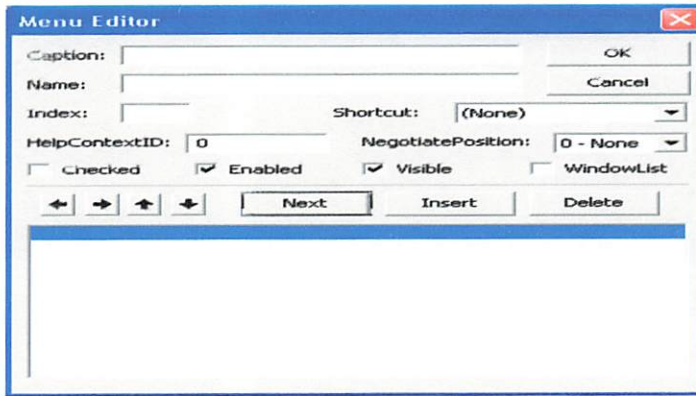 Menu Editor
Caption:
OK
Name:
Cancel
Index:
Shortcut: (None)
HelpContextID: 0
NegotiatePosition: 0 - None
Checked
Enabled
Visible
WindowList
Next
Insert
Delete